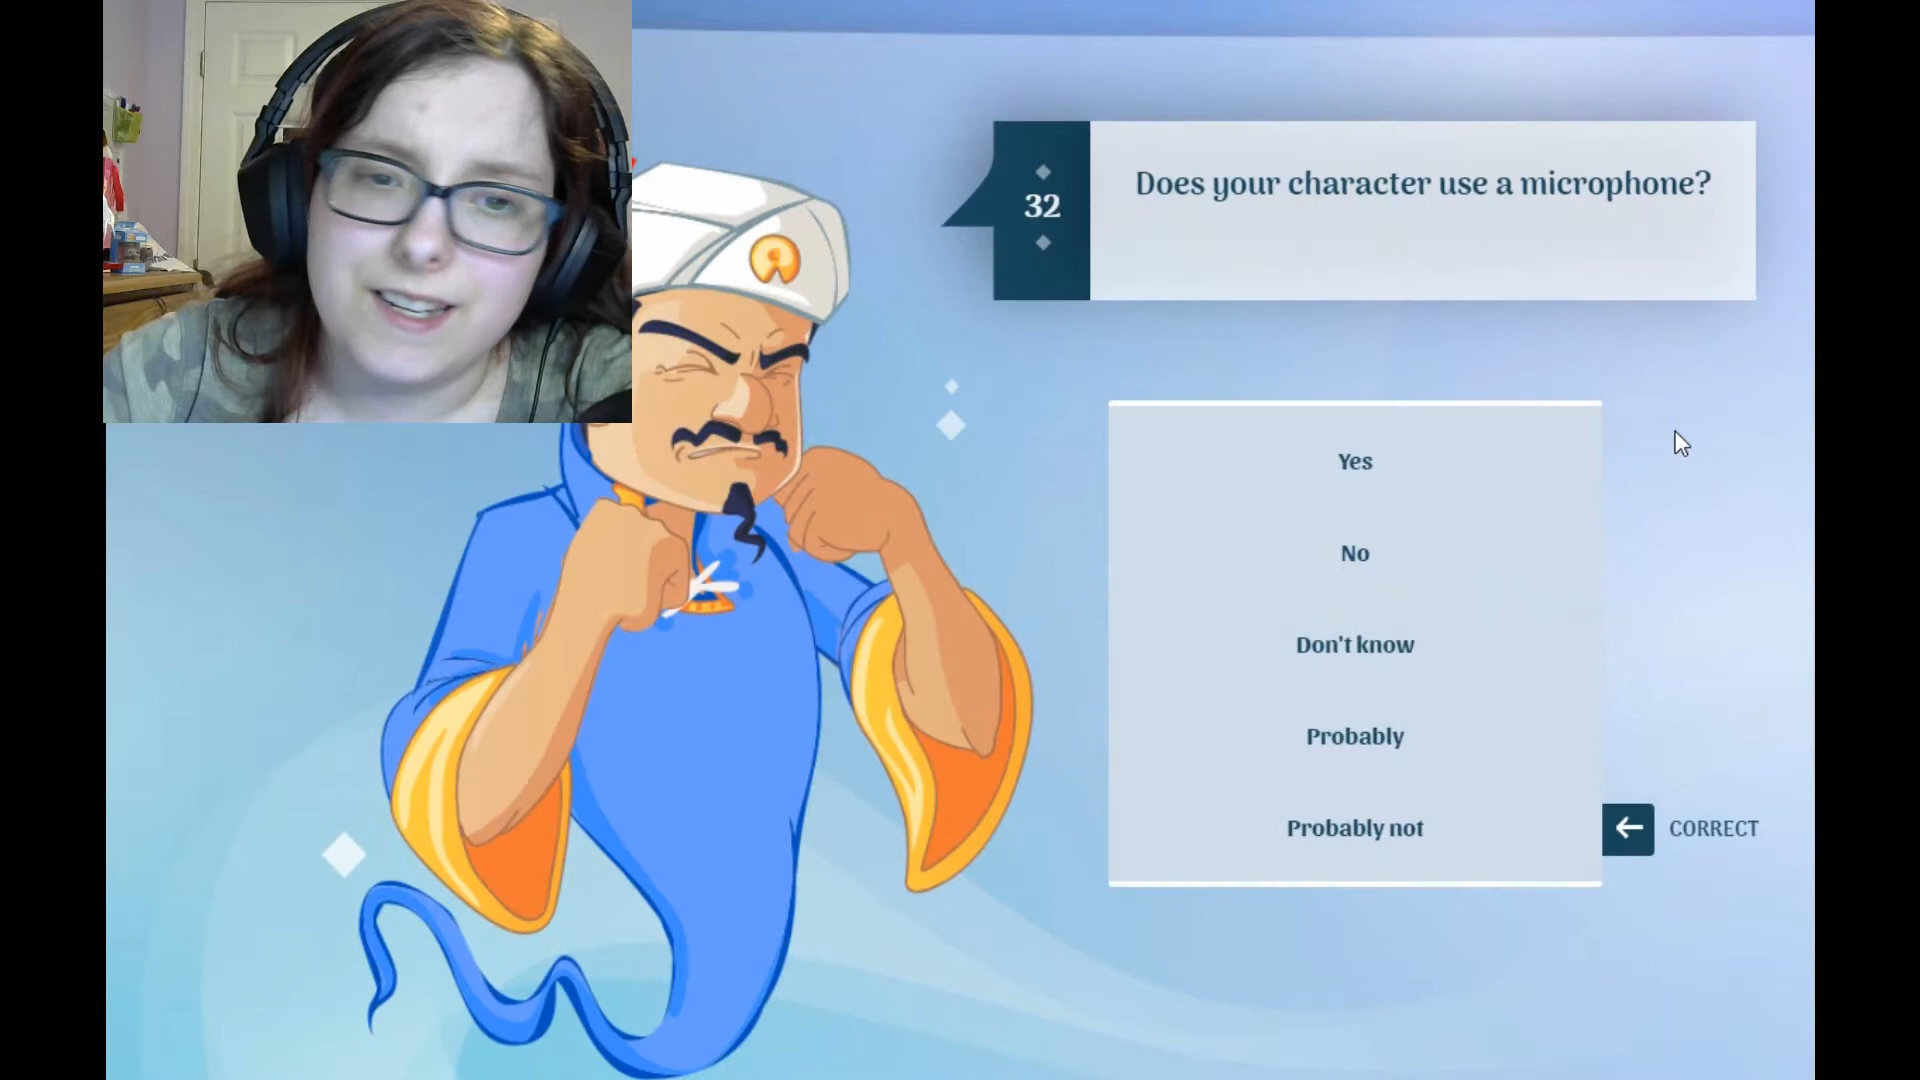 32
Does your character use a microphone?
Yes
No
Don't know
Probably
Probably not
CORRECT